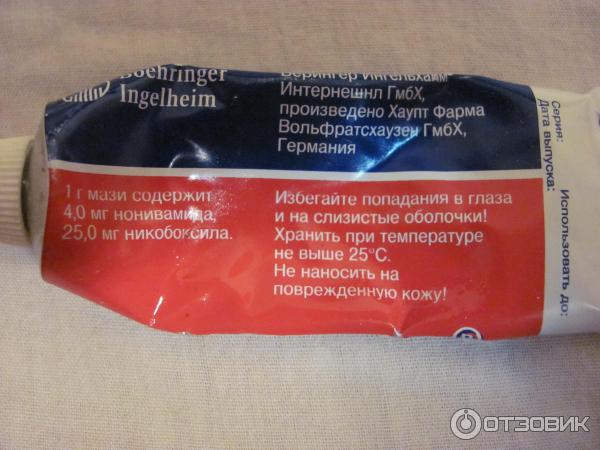 Boehringer
Ingelheim
Берингер Ингельхайм
Интернешнл ГмбХ,
произведено Хаупт Фарма
Вольфратсхаузен ГмбХ,
Германия
1 г мази содержит
4,0 мг нонивамида,
25,0 мг никобоксила.
Избегайте попадания в глаза
и на слизистые оболочки!
Хранить при температуре
не выше 25°C.
Не наносить на
поврежденную кожу!
Серия:
Дата выпуска:
Использовать до:
ОТЗОВИК